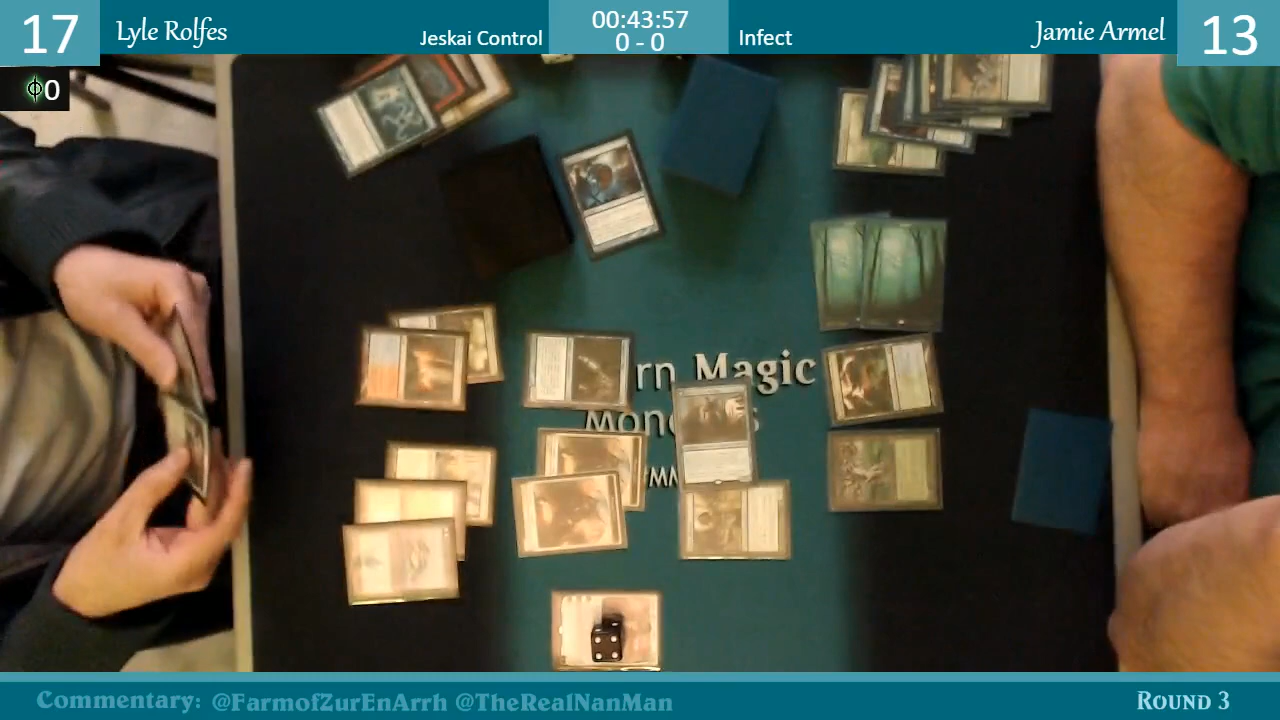 17
Lyle Rolfes
Jeskai Control
00:43:57
0 - 0
Infect
Jamie Armel
13
0
rn Magic
Mon
Commentary: @FarmofZurEnArrh @TheRealNanMan
Round 3